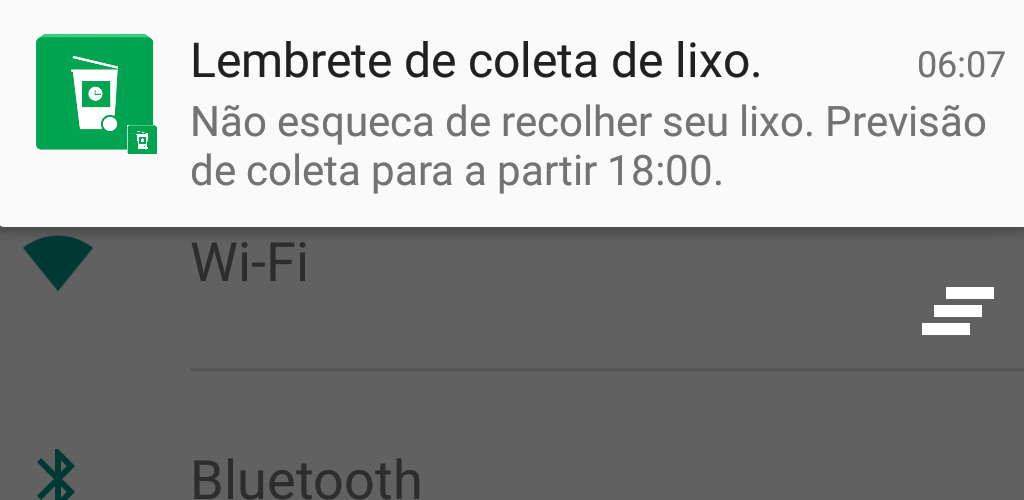 Lembrete de coleta de lixo. 06:07
Não esqueca de recolher seu lixo. Previsão
de coleta para a partir 18:00.
Wi-Fi
Bluetooth